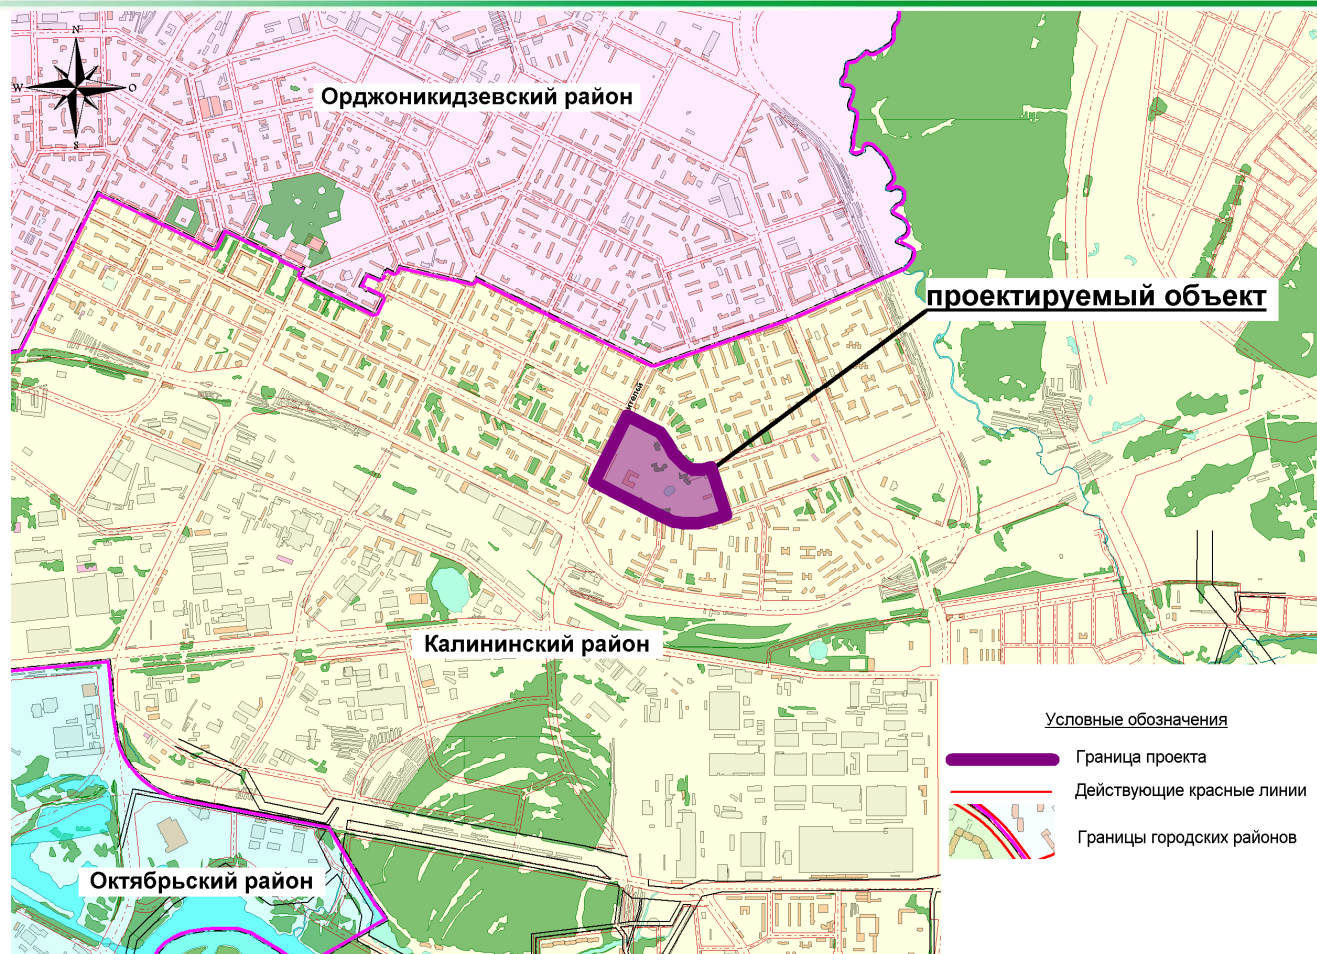 N
W
O
S
Орджоникидзевский район
проектируемый объект
Калининский район
Условные обозначения
Граница проекта
Действующие красные линии
Границы городских районов
Октябрьский район